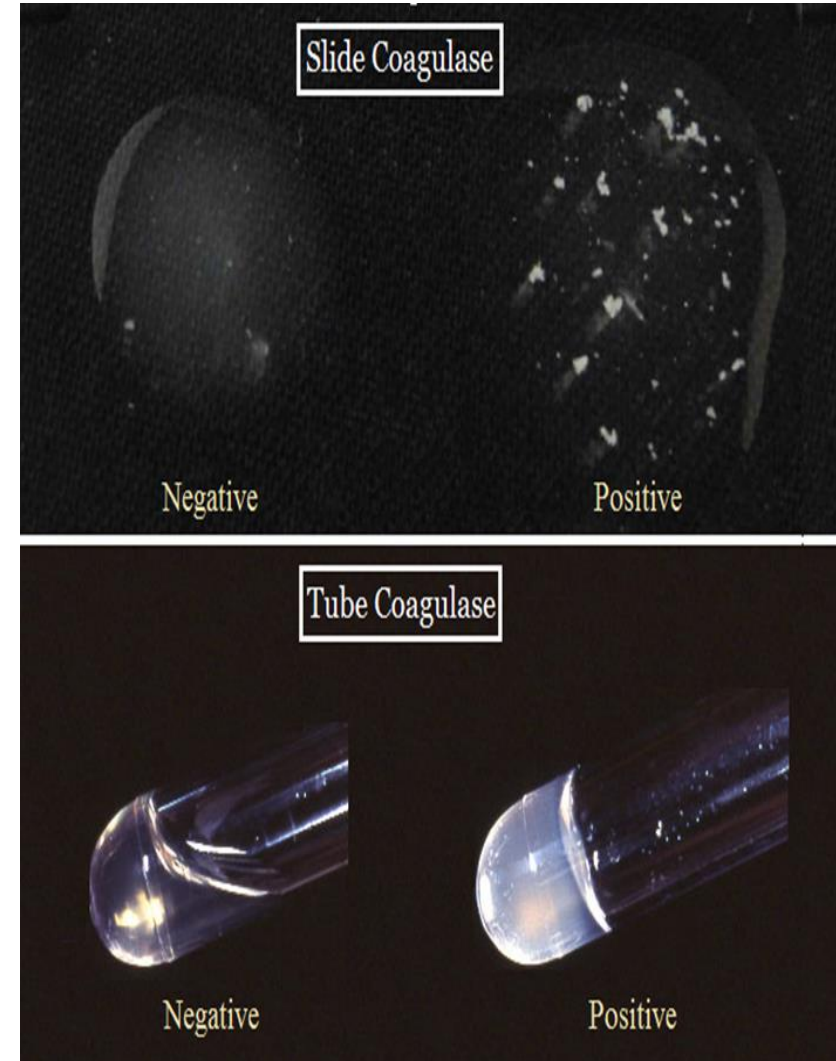 Slide Coagulase
Negative
Positive
Tube Coagulase
Negative
Positive